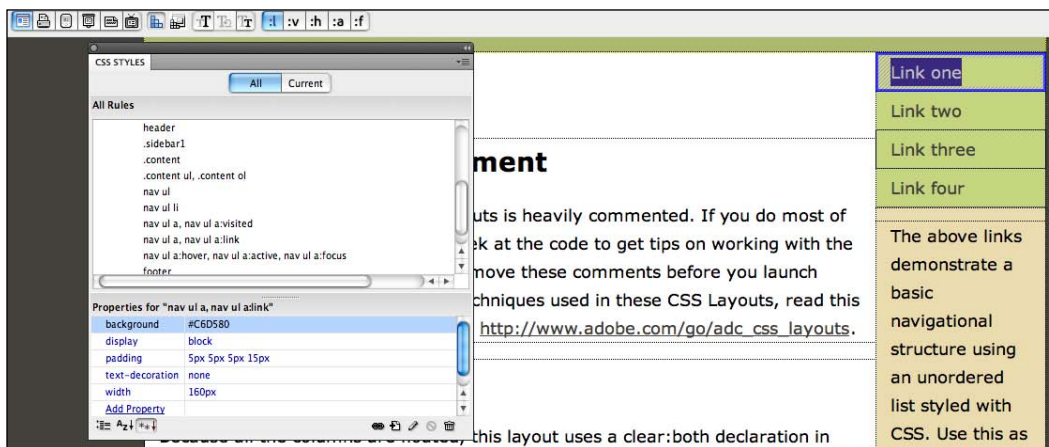 :l :v :h :a :f
CSS STYLES
All Current
All Rules
header
.sidebar1
.content
.content ul, .content ol
nav ul
nav ul li
nav ul a, nav ul a:visited
nav ul a, nav ul a:link
nav ul a:hover, nav ul a:active, nav ul a:focus
footer
Properties for "nav ul a, nav ul a:link"
background #C6D580
display block
padding 5px 5px 5px 15px
text-decoration none
width 160px
Add Property
ment
uts is heavily commented. If you do most of
ek at the code to get tips on working with the
move these comments before you launch
chniques used in these CSS Layouts, read this
http://www.adobe.com/go/adc_css_layouts.
this layout uses a clear:both declaration in
Link one
Link two
Link three
Link four
The above links
demonstrate a
basic
navigational
structure using
an unordered
list styled with
CSS. Use this as